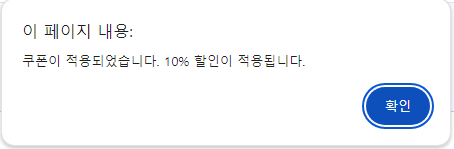 이 페이지 내용:
쿠폰이 적용되었습니다. 10% 할인이 적용됩니다.
확인